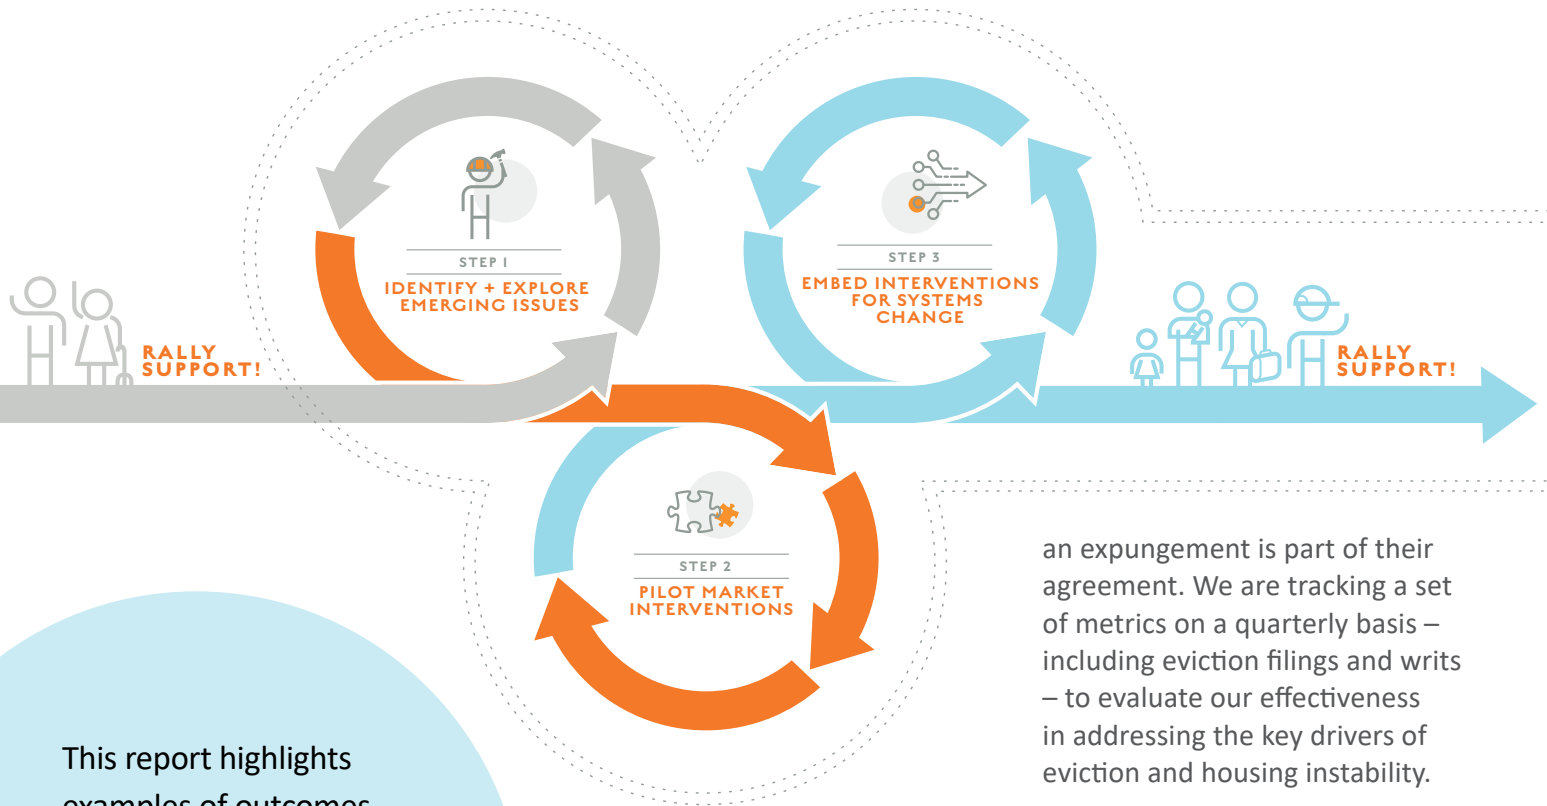 RALLY
SUPPORT!
STEP 1
IDENTIFY + EXPLORE
EMERGING ISSUES
STEP 2
PILOT MARKET
INTERVENTIONS
STEP 3
EMBED INTERVENTIONS
FOR SYSTEMS
CHANGE
RALLY
SUPPORT!
This report highlights
examples of outcomes
an expungement is part of their
agreement. We are tracking a set
of metrics on a quarterly basis –
including eviction filings and writs
– to evaluate our effectiveness
in addressing the key drivers of
eviction and housing instability.